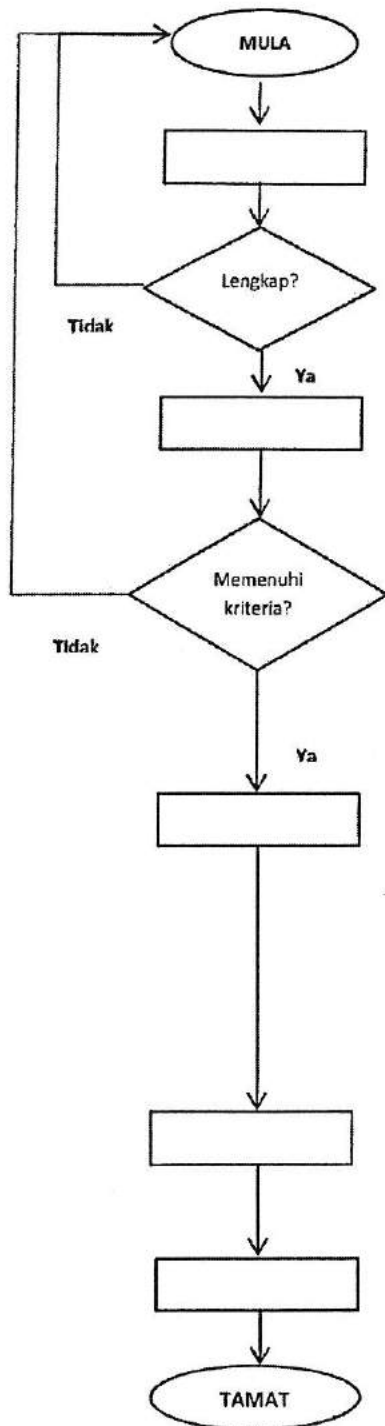 MULA
Lengkap?
Tidak
Ya
Memenuhi
kriteria?
Tidak
Ya
TAMAT